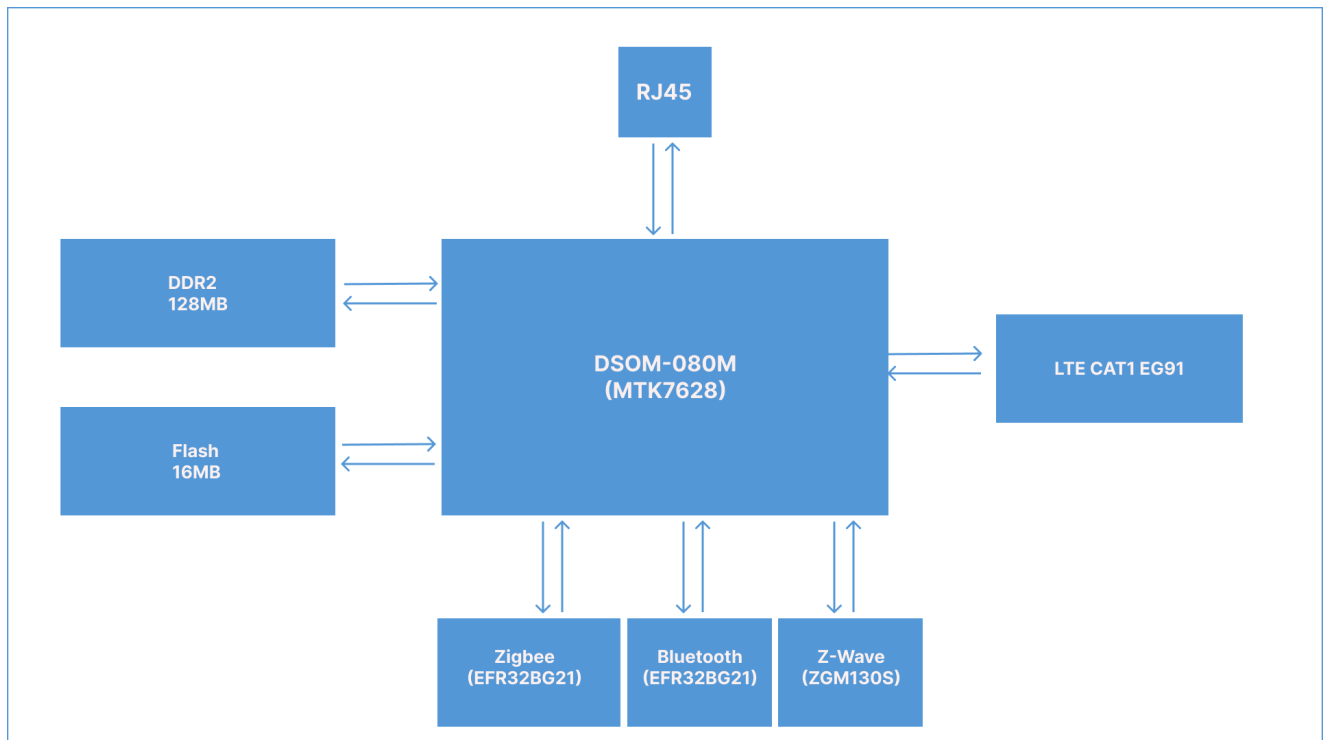 RJ45
DDR2
128MB
DSOM-080M
(MTK7628)
LTE CAT1 EG91
Flash
16MB
Zigbee
(EFR32BG21)
Bluetooth
(EFR32BG21)
Z-Wave
(ZGM130S)